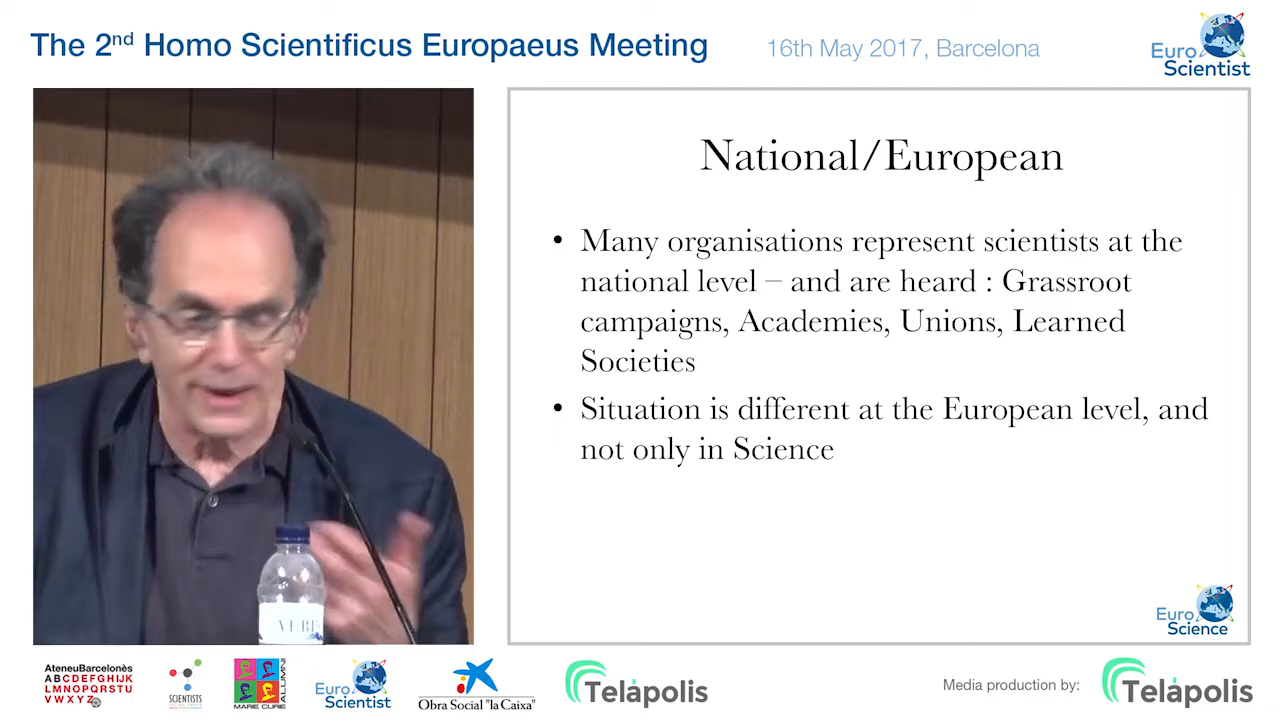 The 2nd Homo Scientificus Europaeus Meeting
16th May 2017, Barcelona
Euro
Scientist
National/European
• Many organisations represent scientists at the
national level – and are heard : Grassroot
campaigns, Academies, Unions, Learned
Societies
• Situation is different at the European level, and
not only in Science
Euro
Science
AteneuBarcelonès
ABCDEFGHIJK
LMNOPQRSTU
VWXYZ
SCIENTISTS
MARIE CURIE ALUMNI
Euro
Scientist
Obra Social "la Caixa"
Telàpolis
Media production by:
Telàpolis